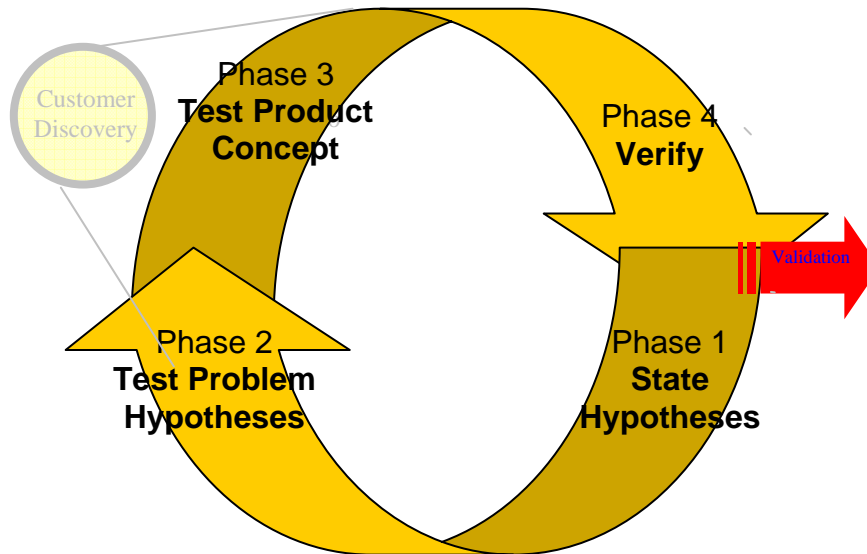 Customer
Discovery
Phase 3
Test Product
Concept
Phase 4
Verify
Validation
Phase 2
Test Problem
Hypotheses
Phase 1
State
Hypotheses